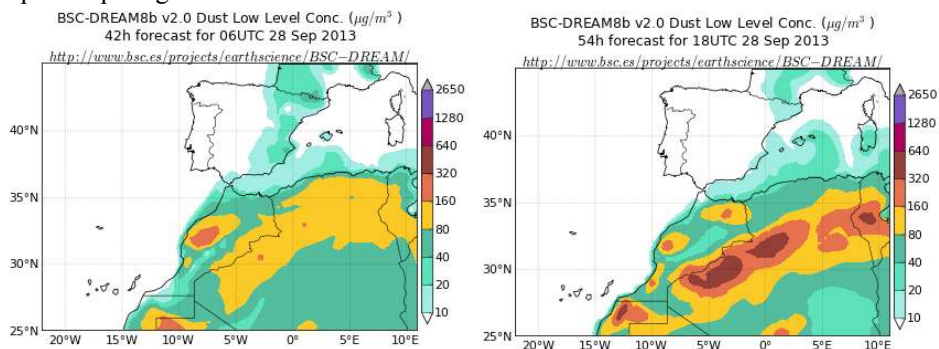 BSC-DREAM8b v2.0 Dust Low Level Conc. (μg/m³ )
42h forecast for 06UTC 28 Sep 2013
http://www.bsc.es/projects/earthscience/BSC−DREAM/
40°N
35°N
30°N
25°N
20°W
15°W
10°W
5°W
0°
5°E
10°E
2650
1280
640
320
160
80
40
20
10
BSC-DREAM8b v2.0 Dust Low Level Conc. (μg/m³ )
54h forecast for 18UTC 28 Sep 2013
http://www.bsc.es/projects/earthscience/BSC−DREAM/
40°N
35°N
30°N
25°N
20°W
15°W
10°W
5°W
0°
5°E
10°E
2650
1280
640
320
160
80
40
20
10